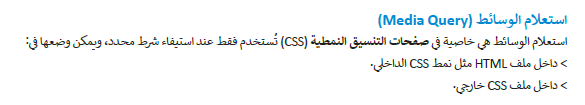 استعلام الوسائط (Media Query)
استعلام الوسائط هي خاصية في صفحات التنسيق النمطية (CSS) تُستخدم فقط عند استيفاء شرط محدد، ويمكن وضعها في:
> داخل ملف HTML مثل نمط CSS الداخلي.
> داخل ملف CSS خارجي.